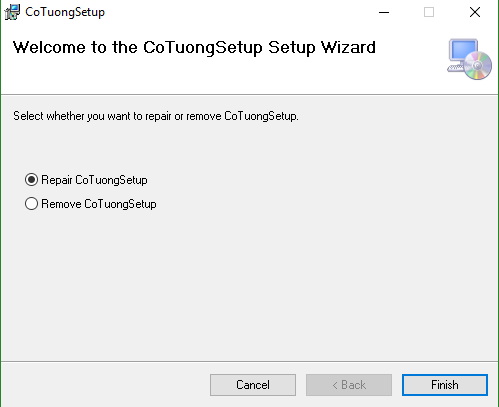 CoTuongSetup
Welcome to the CoTuongSetup Setup Wizard
Select whether you want to repair or remove CoTuongSetup.
Repair CoTuongSetup
Remove CoTuongSetup
Cancel
< Back
Finish